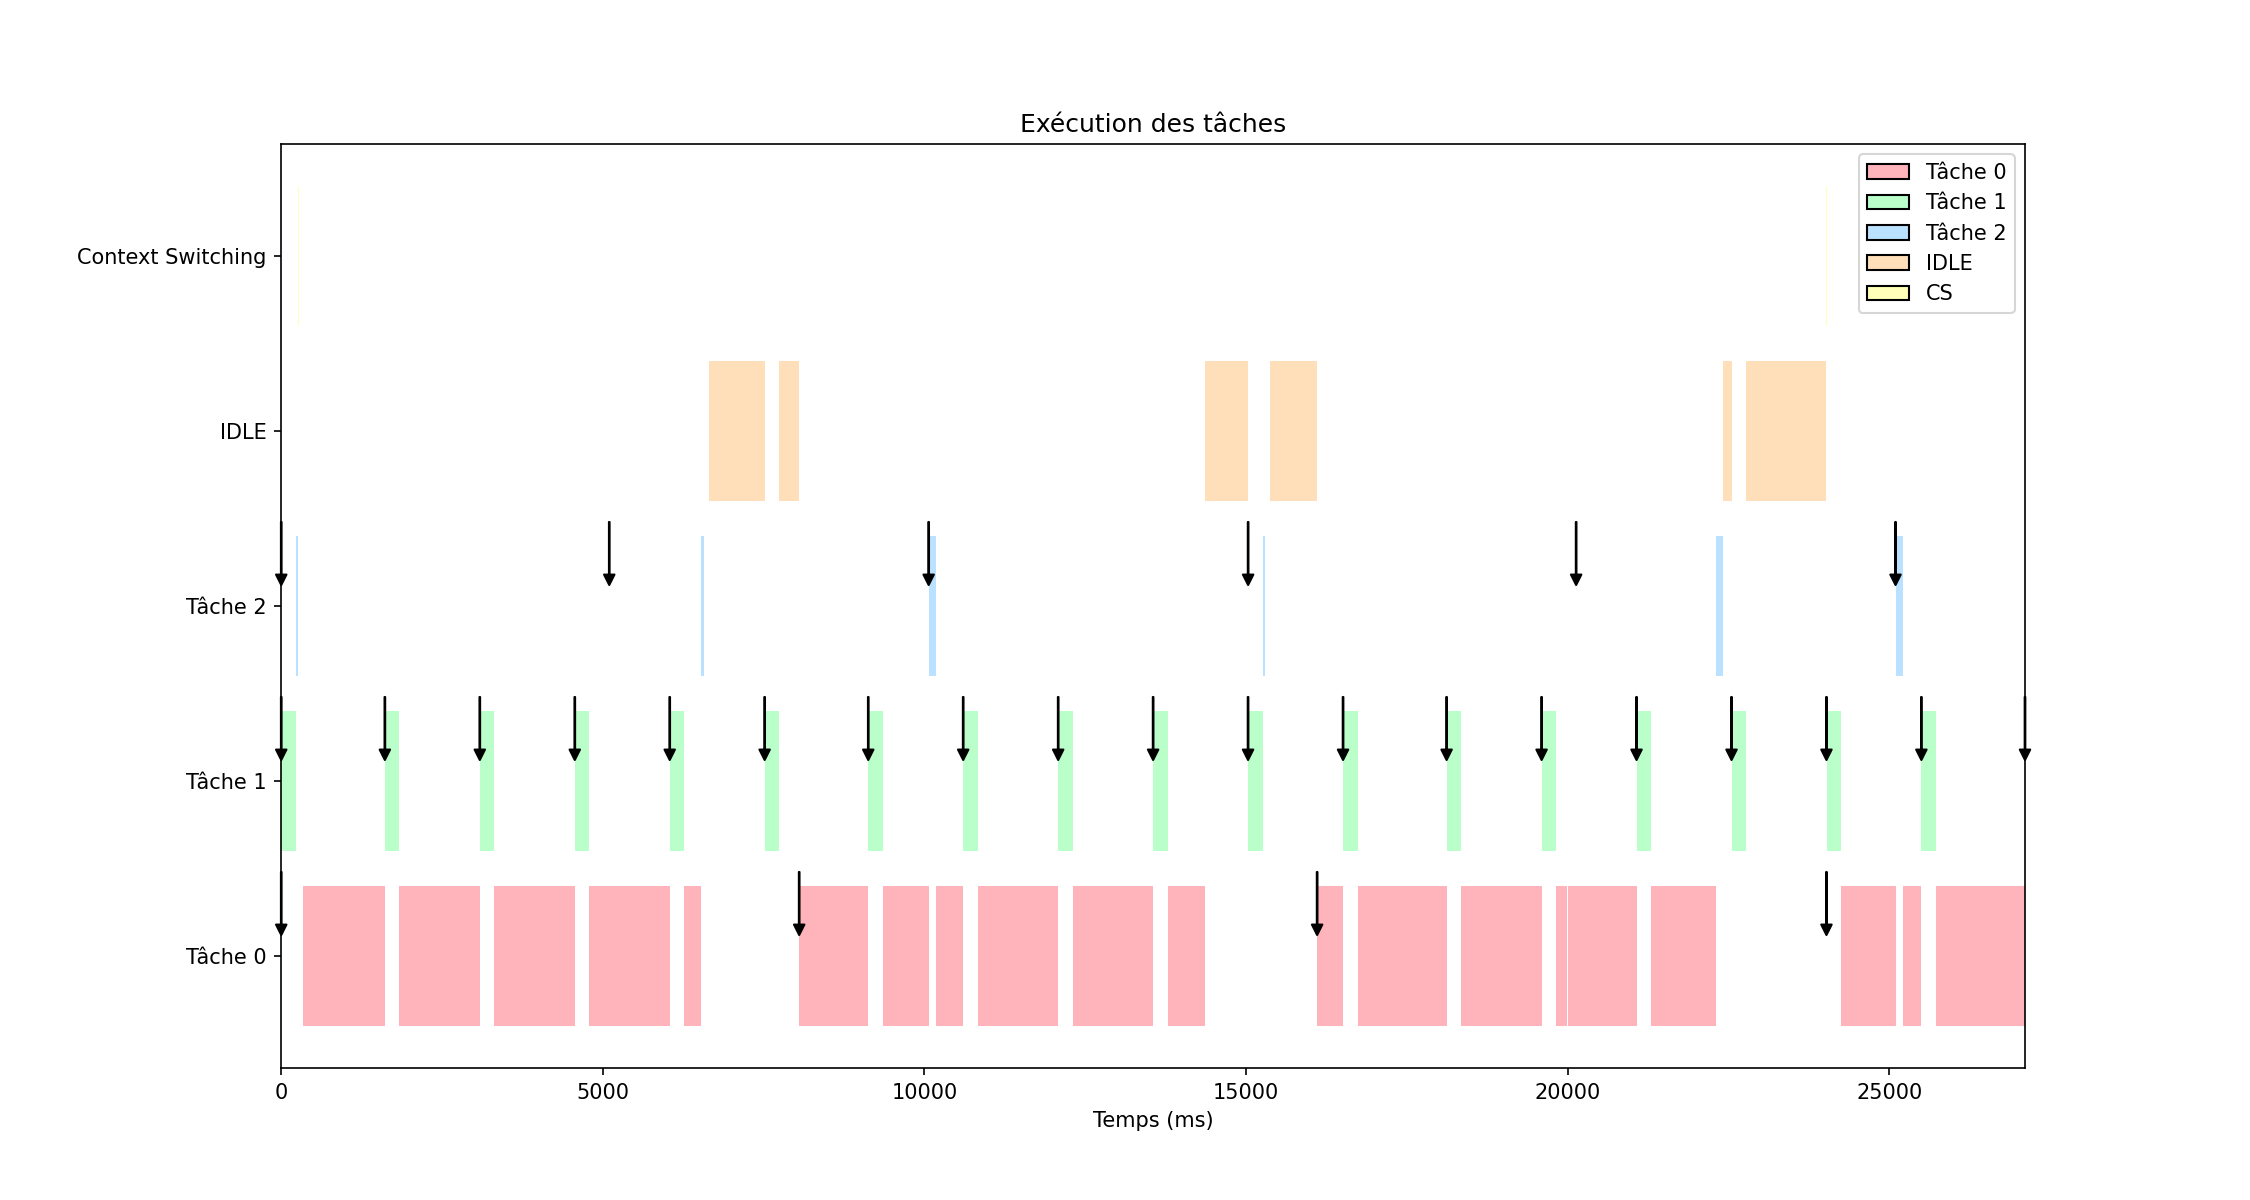 Exécution des tâches
Tâche 0
Tâche 1
Tâche 2
IDLE
CS
Context Switching
IDLE
Tâche 2
Tâche 1
Tâche 0
0 5000 10000 15000 20000 25000
Temps (ms)